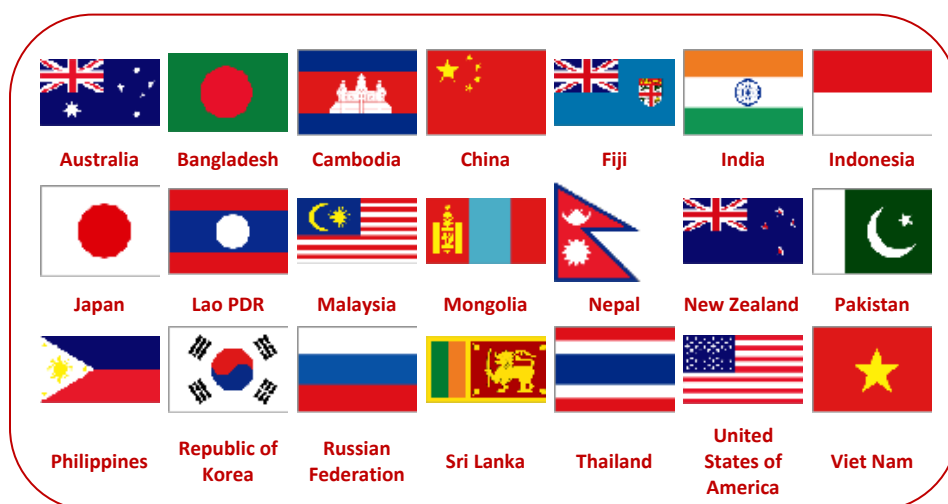 Australia
Bangladesh
Cambodia
China
Fiji
India
Indonesia
Japan
Lao PDR
Malaysia
Mongolia
Nepal
New Zealand
Pakistan
Philippines
Republic of
Korea
Russian
Federation
Sri Lanka
Thailand
United
States of
America
Viet Nam